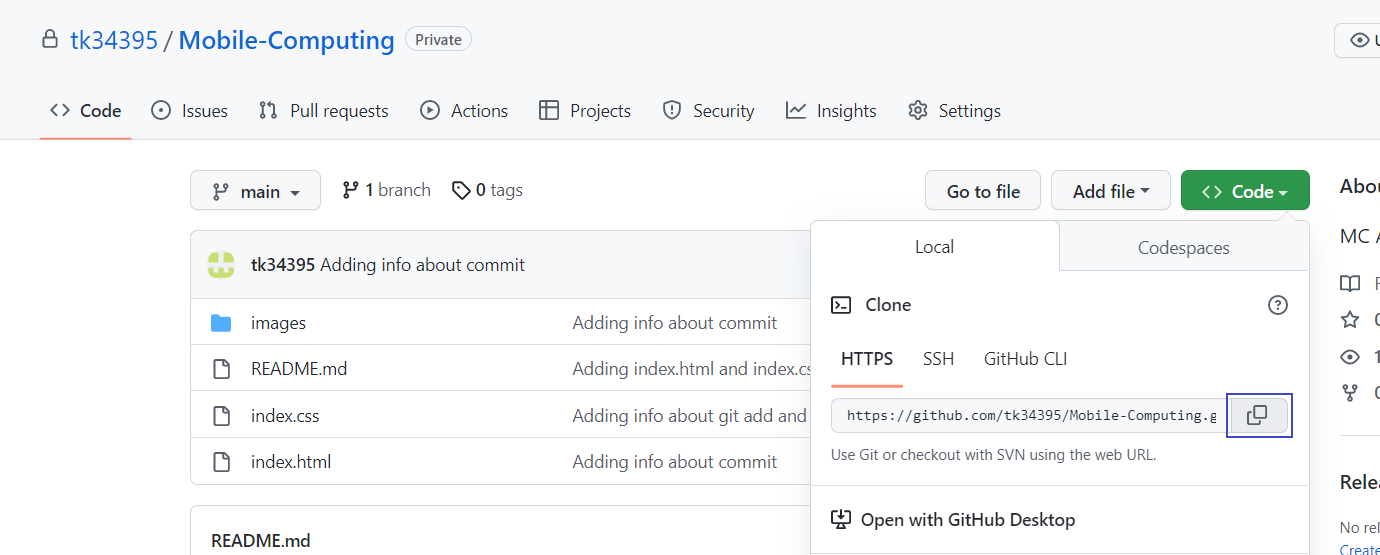 tk34395 / Mobile-Computing Private
Code Issues Pull requests Actions Projects Security Insights Settings
main 1 branch 0 tags Go to file Add file Code
tk34395 Adding info about commit
images Adding info about commit
README.md Adding index.html and index.cs
index.css Adding info about git add and
index.html Adding info about commit
README.md
Local Codespaces
Clone
HTTPS SSH GitHub CLI
https://github.com/tk34395/Mobile-Computing.g
Use Git or checkout with SVN using the web URL.
Open with GitHub Desktop
Abou
MC A
0
1
0
Relea
No rel
Create